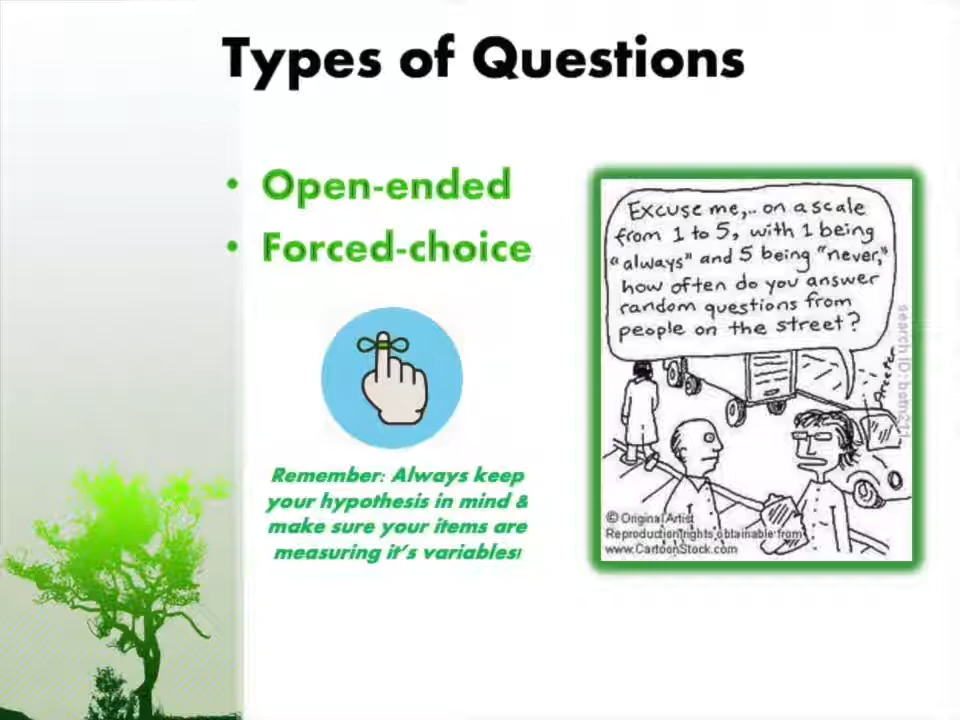 Types of Questions
• Open-ended
• Forced-choice
Remember: Always keep
your hypothesis in mind &
make sure your items are
measuring it's variables!
Excuse me,.. on a scale
from 1 to 5, with 1 being
"always" and 5 being "never,"
how often do you answer
random questions from
people on the street?
search ID: batn211
© Original Artist
Reproduction rights obtainable from
www.CartoonStock.com